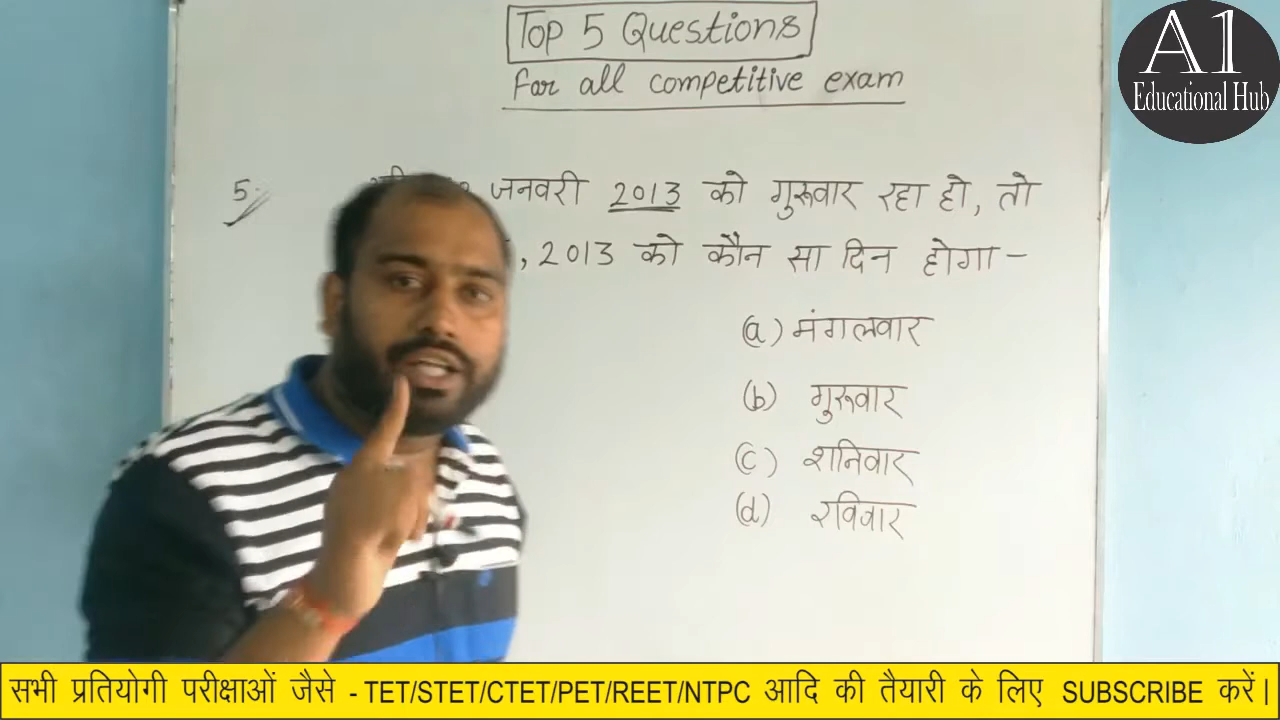 Top 5 Questions
For all competitive exam
A1
Educational Hub
5. जनवरी 2013 को गुरूवार रहा हो, तो
, 2013 को कौन सा दिन होगा -
(a) मंगलवार
(b) गुरूवार
(c) शनिवार
(d) रविवार
सभी प्रतियोगी परीक्षाओं जैसे - TET/STET/CTET/PET/REET/NTPC आदि की तैयारी के लिए SUBSCRIBE करें |